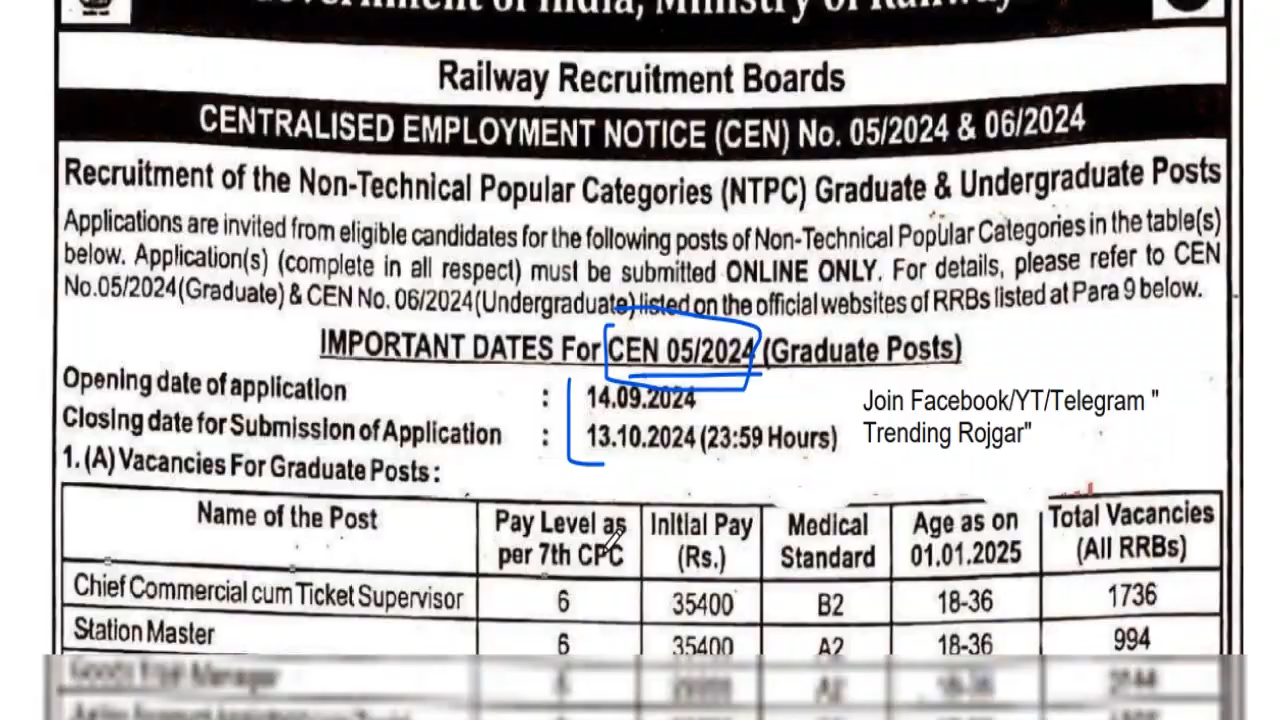 Government of India, Ministry of Railway
Railway Recruitment Boards
CENTRALISED EMPLOYMENT NOTICE (CEN) No. 05/2024 & 06/2024
Recruitment of the Non-Technical Popular Categories (NTPC) Graduate & Undergraduate Posts
Applications are invited from eligible candidates for the following posts of Non-Technical Popular Categories in the table(s)
below. Application(s) (complete in all respect) must be submitted ONLINE ONLY. For details, please refer to CEN
No.05/2024(Graduate) & CEN No. 06/2024(Undergraduate) listed on the official websites of RRBs listed at Para 9 below.
IMPORTANT DATES For CEN 05/2024 (Graduate Posts)
Opening date of application : 14.09.2024
Closing date for Submission of Application : 13.10.2024 (23:59 Hours)
Join Facebook/YT/Telegram "
Trending Rojgar"
1. (A) Vacancies For Graduate Posts :
Name of the Post Pay Level as per 7th CPC Initial Pay (Rs.) Medical Standard Age as on 01.01.2025 Total Vacancies (All RRBs)
Chief Commercial cum Ticket Supervisor 6 35400 B2 18-36 1736
Station Master 6 35400 A2 18-36 994